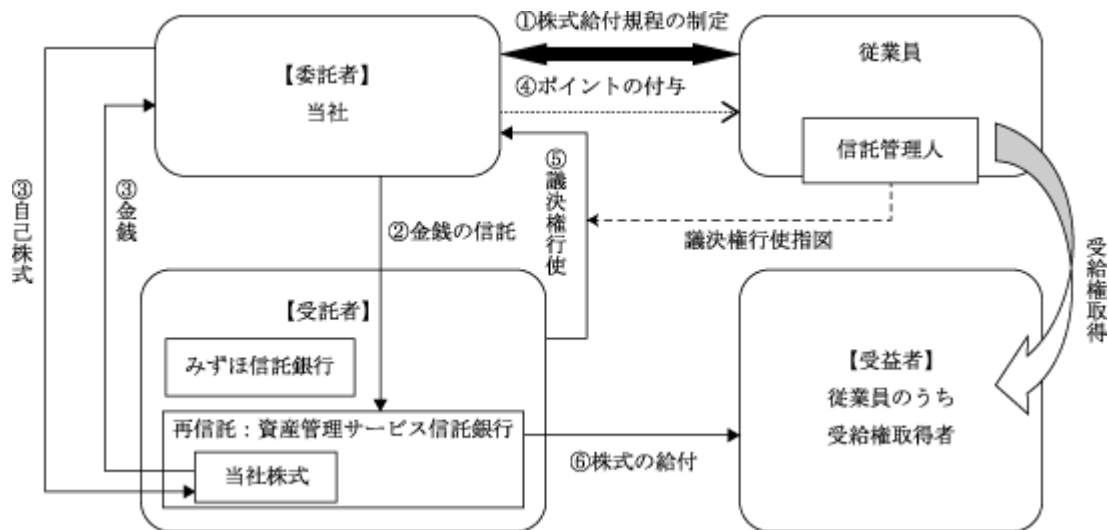 ①株式給付規程の制定
【委託者】
当社
従業員
④ポイントの付与
信託管理人
③自己株式
③金銭
②金銭の信託
⑤議決権行使
議決権行使指図
受給権取得
【受託者】
みずほ信託銀行
再信託：資産管理サービス信託銀行
当社株式
⑥株式の給付
【受益者】
従業員のうち
受給権取得者